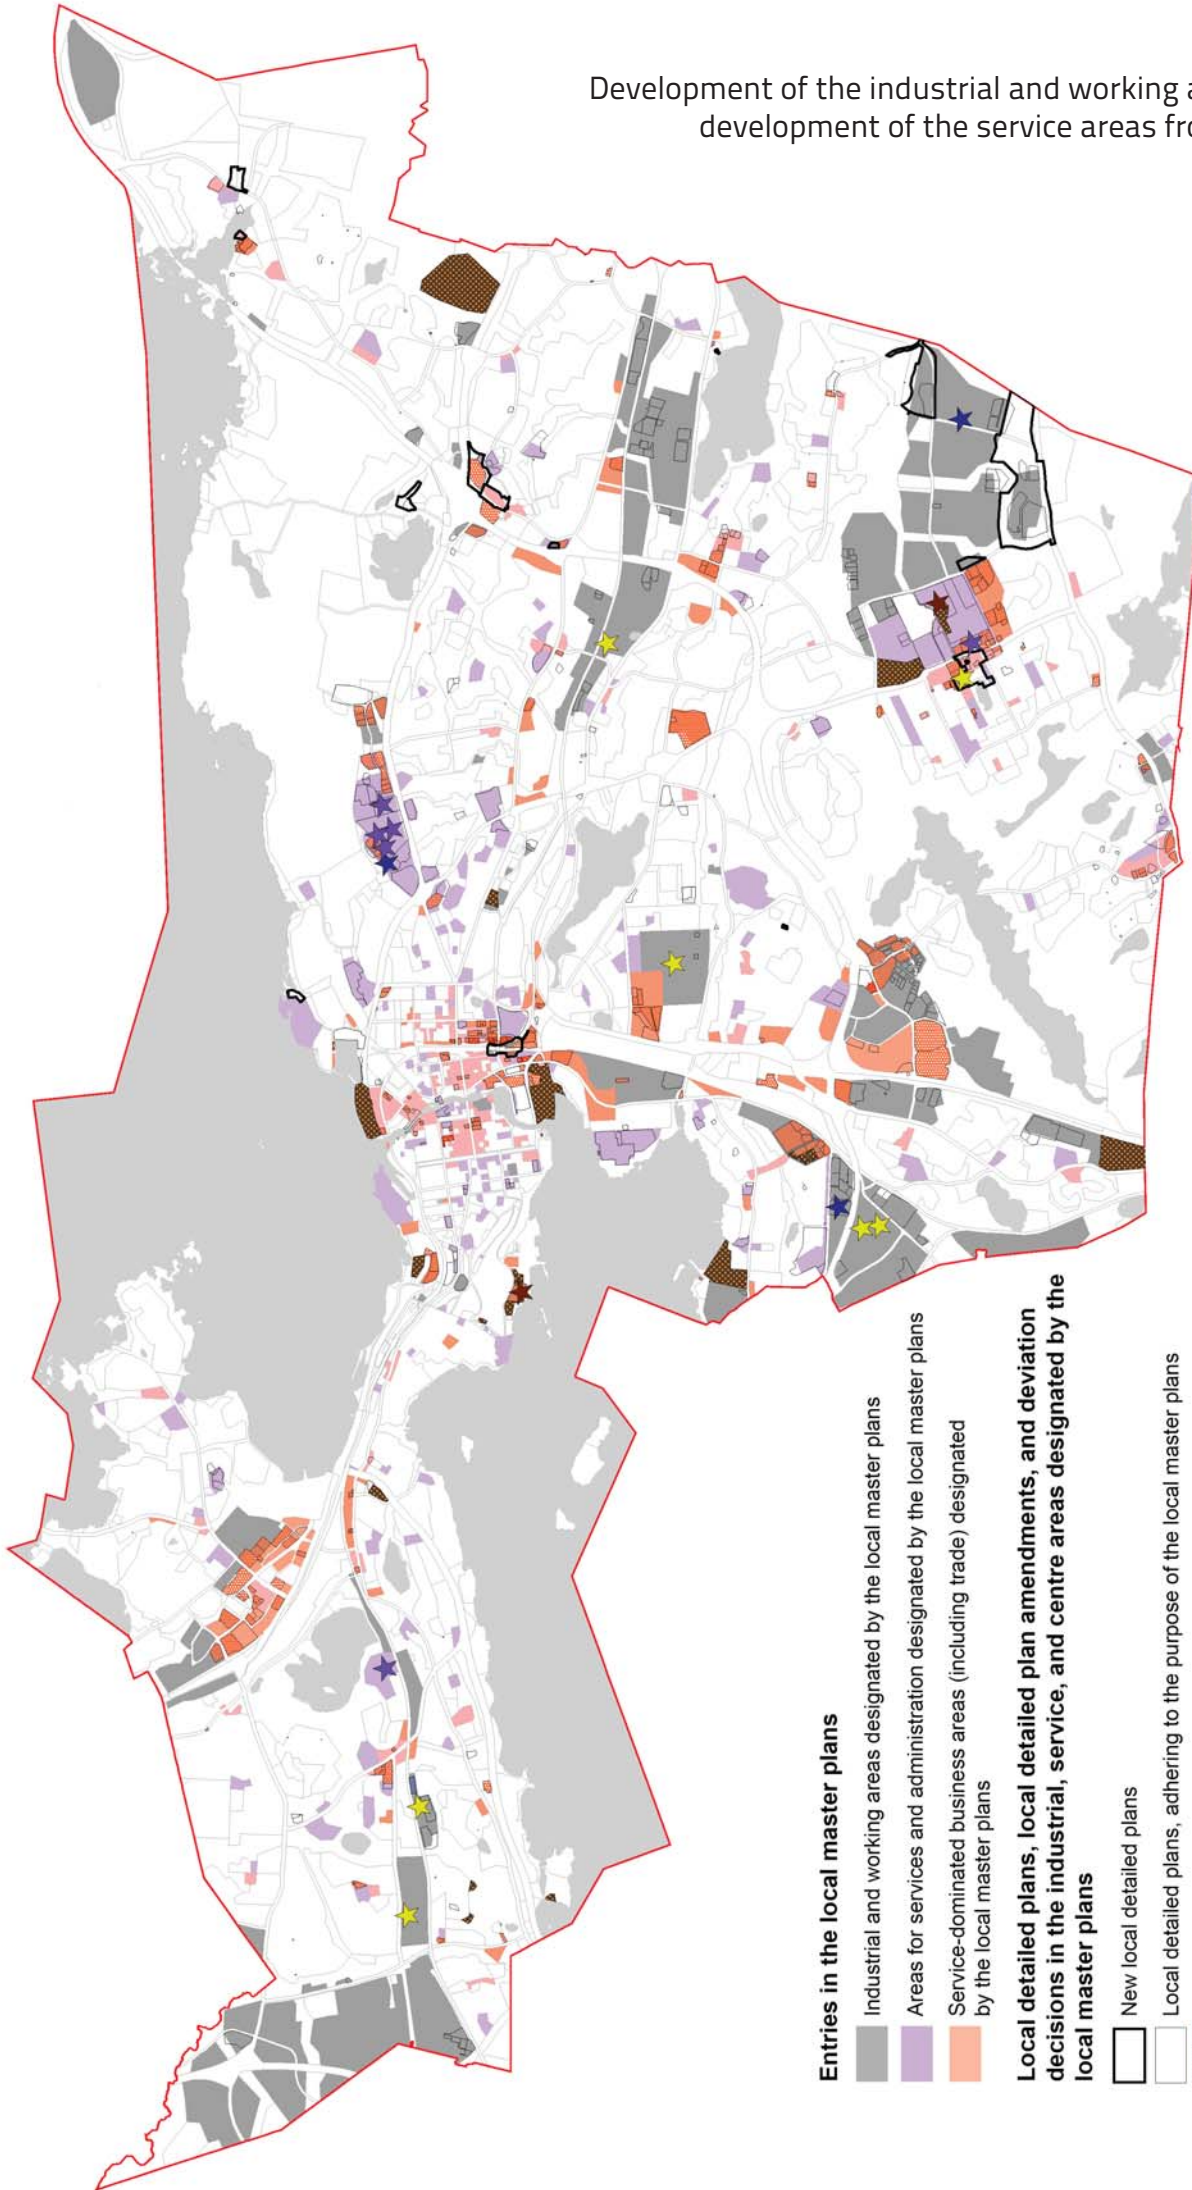 Development of the industrial and working a
development of the service areas fro
Entries in the local master plans
Industrial and working areas designated by the local master plans
Areas for services and administration designated by the local master plans
Service-dominated business areas (including trade) designated
by the local master plans
Local detailed plans, local detailed plan amendments, and deviation
decisions in the industrial, service, and centre areas designated by the
local master plans
New local detailed plans
Local detailed plans, adhering to the purpose of the local master plans